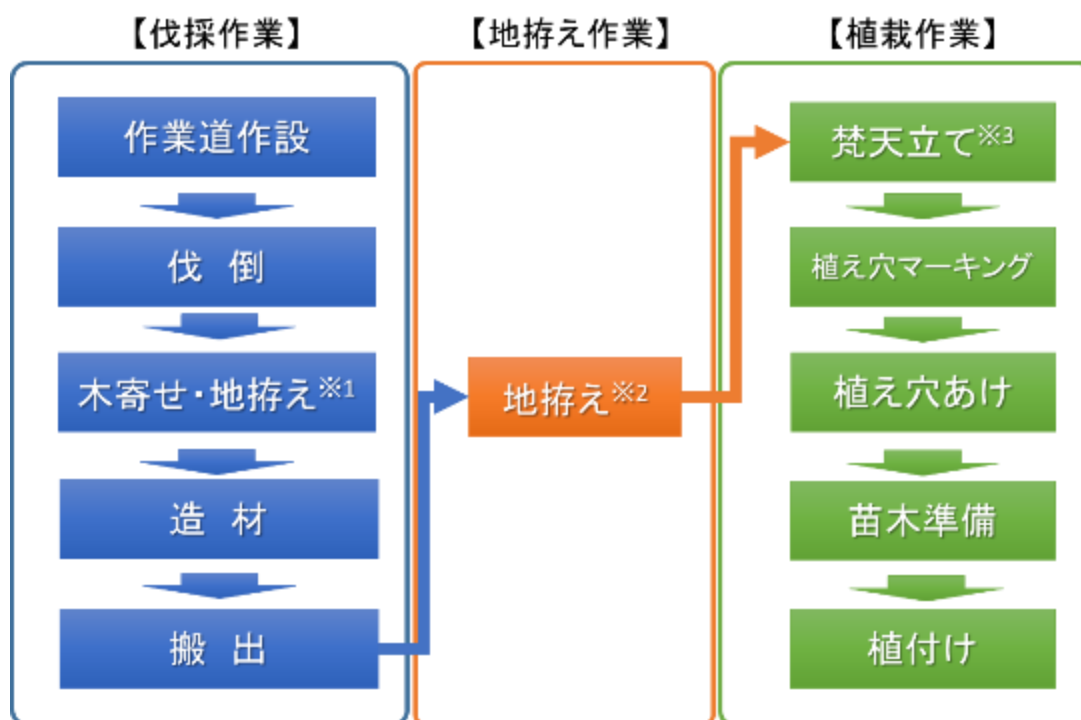 【伐採作業】
作業道作設
伐 倒
木寄せ・地拵え※1
造 材
搬 出
【地拵え作業】
地拵え※2
【植栽作業】
梵天立て※3
植え穴マーキング
植え穴あけ
苗木準備
植付け